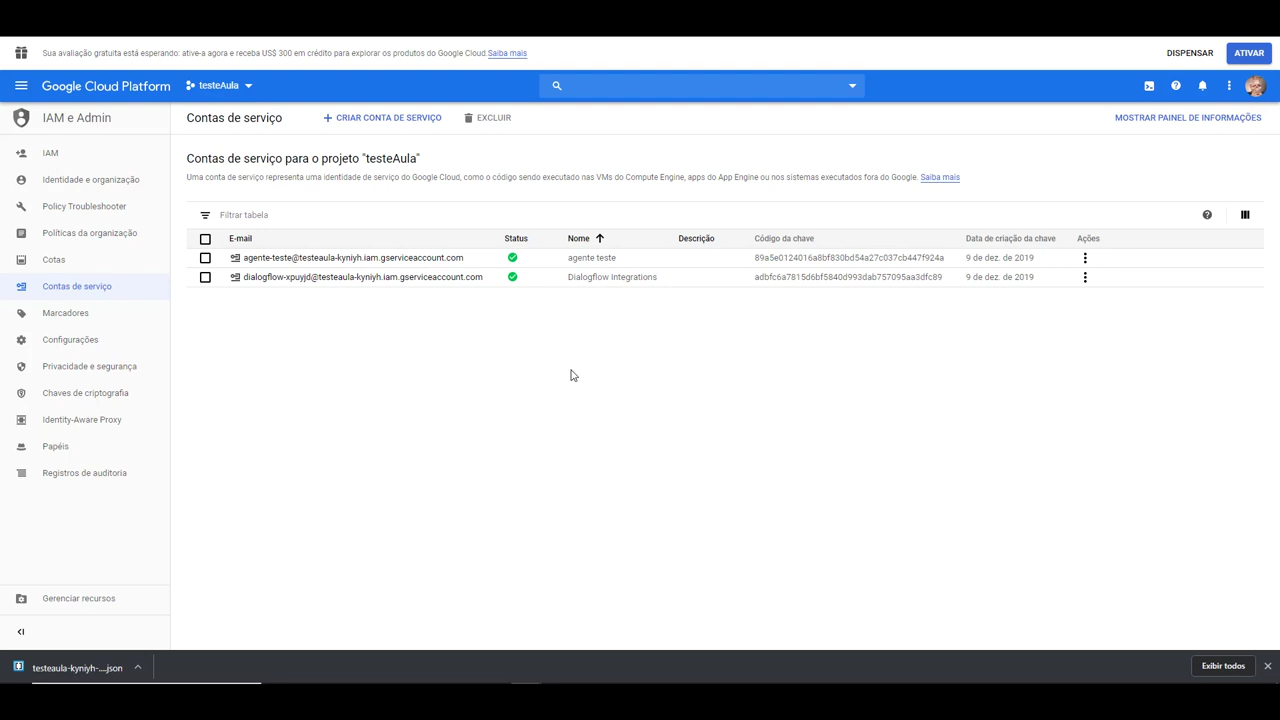 Sua avaliação gratuita está esperando: ative-a agora e receba US$ 300 em crédito para explorar os produtos do Google Cloud. Saiba mais
DISPENSAR
ATIVAR
Google Cloud Platform
testeAula
IAM e Admin
Contas de serviço
CRIAR CONTA DE SERVIÇO
EXCLUIR
MOSTRAR PAINEL DE INFORMAÇÕES
IAM
Identidade e organização
Policy Troubleshooter
Políticas da organização
Cotas
Contas de serviço
Marcadores
Configurações
Privacidade e segurança
Chaves de criptografia
Identity-Aware Proxy
Papéis
Registros de auditoria
Gerenciar recursos
Contas de serviço para o projeto "testeAula"
Uma conta de serviço representa uma identidade de serviço do Google Cloud, como o código sendo executado nas VMs do Compute Engine, apps do App Engine ou nos sistemas executados fora do Google. Saiba mais
Filtrar tabela
E-mail Status Nome Descrição Código da chave Data de criação da chave Ações
agente-teste@testeaula-kyniyh.iam.gserviceaccount.com agente teste 89a5e0124016a8bf830bd54a27c037cb447f924a 9 de dez. de 2019
dialogflow-xpuyjd@testeaula-kyniyh.iam.gserviceaccount.com Dialogflow Integrations adbfc6a7815d6bf5840d993dab757095aa3dfc89 9 de dez. de 2019
testeaula-kyniyh-....json
Exibir todos